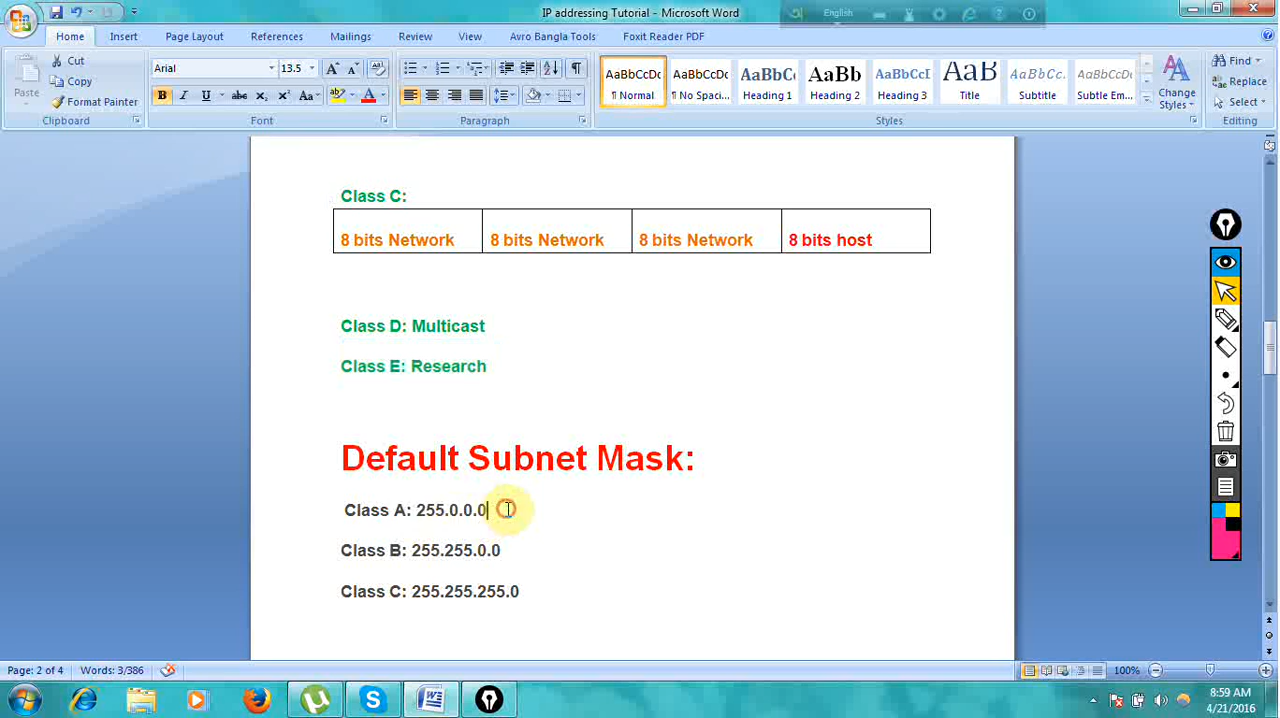 IP addressing Tutorial - Microsoft Word
English
Home Insert Page Layout References Mailings Review View Avro Bangla Tools Foxit Reader PDF
Paste
Cut
Copy
Format Painter
Clipboard
Arial 13.5
Font
Paragraph
AaBbCcDc AaBbCcDc AaBbC AaBb AaBbCcI AaB AaBbCc. AaBbCcDc
¶ Normal ¶ No Spaci... Heading 1 Heading 2 Heading 3 Title Subtitle Subtle Em...
Change Styles
Styles
Find
Replace
Select
Editing
Class C:
8 bits Network 8 bits Network 8 bits Network 8 bits host
Class D: Multicast
Class E: Research
Default Subnet Mask:
Class A: 255.0.0.0
Class B: 255.255.0.0
Class C: 255.255.255.0
Page: 2 of 4 Words: 3/386 100%
8:59 AM
4/21/2016